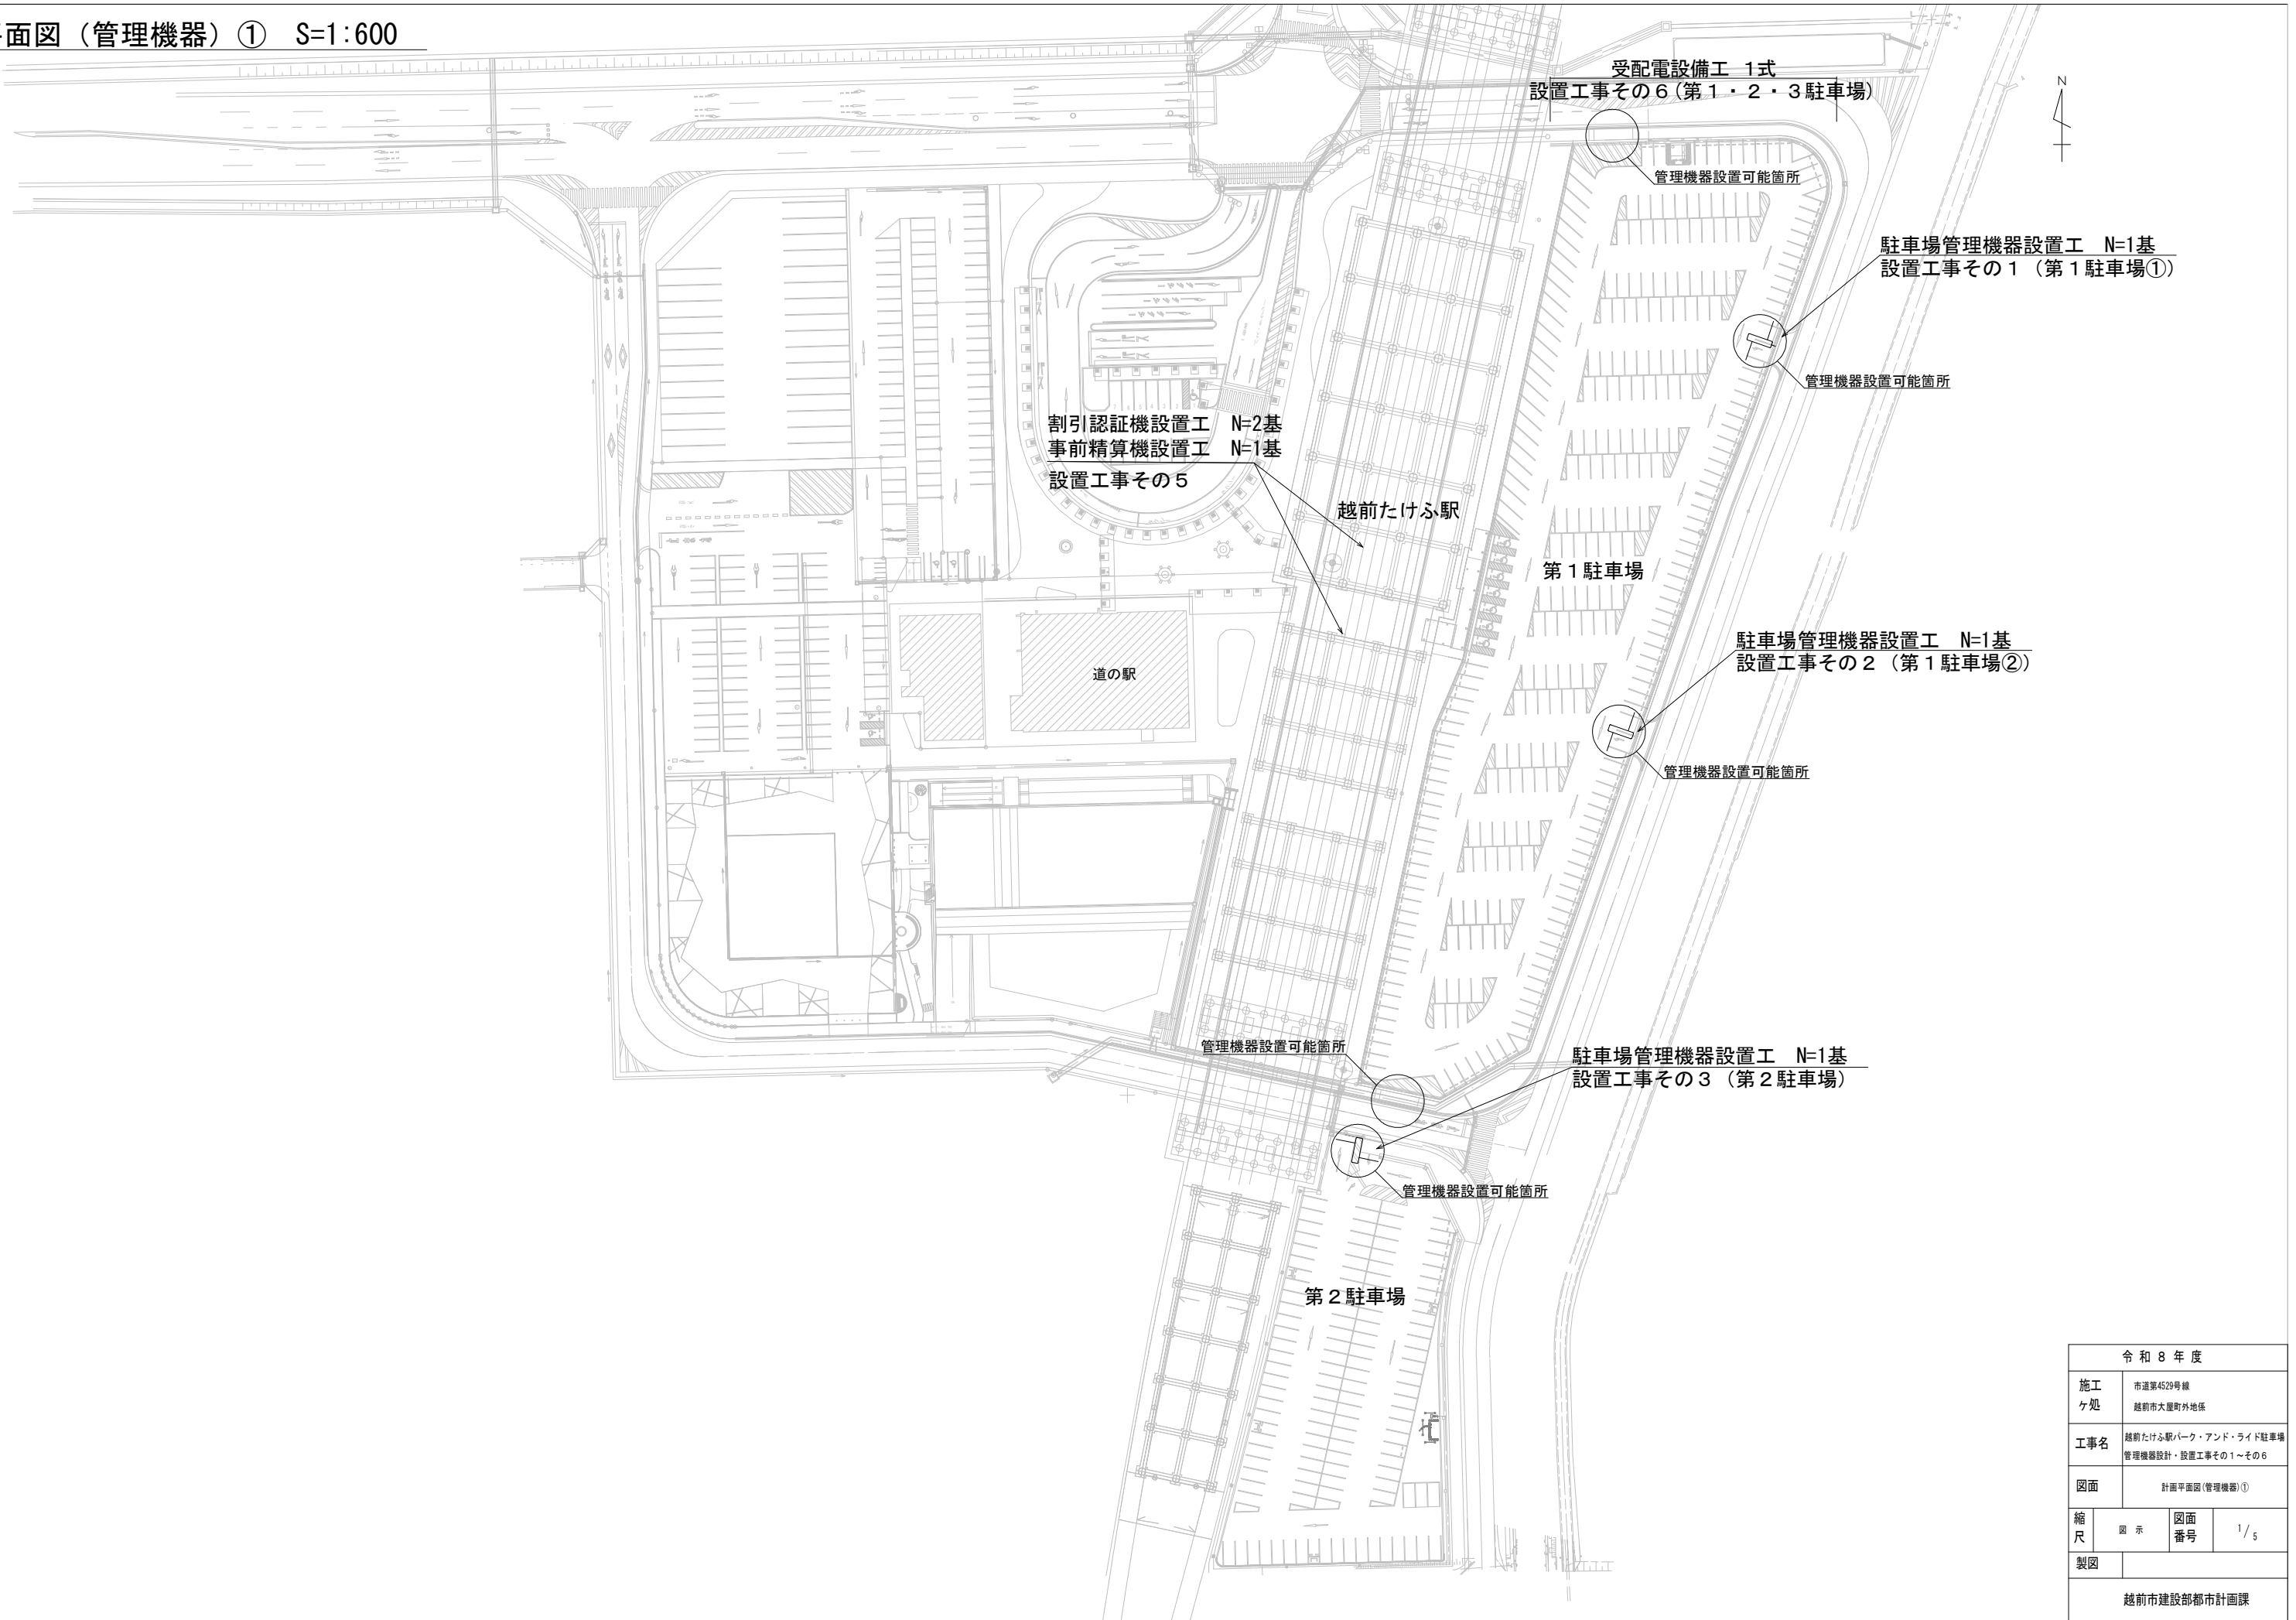 面図（管理機器）① S=1:600
受配電設備工 1式
設置工事その６(第１・２・３駐車場)
管理機器設置可能箇所
N
駐車場管理機器設置工 N=1基
設置工事その１（第１駐車場①）
管理機器設置可能箇所
割引認証機設置工 N=2基
事前精算機設置工 N=1基
設置工事その５
越前たけふ駅
第１駐車場
駐車場管理機器設置工 N=1基
設置工事その２（第１駐車場②）
管理機器設置可能箇所
道の駅
管理機器設置可能箇所
駐車場管理機器設置工 N=1基
設置工事その３（第２駐車場）
管理機器設置可能箇所
第２駐車場
令和８年度
施工ヶ処
市道第4529号線
越前市大屋町外地係
工事名
越前たけふ駅パーク・アンド・ライド駐車場
管理機器設計・設置工事その１～その６
図面
計画平面図(管理機器)①
縮尺
図 示
図面番号
1/5
製図
越前市建設部都市計画課